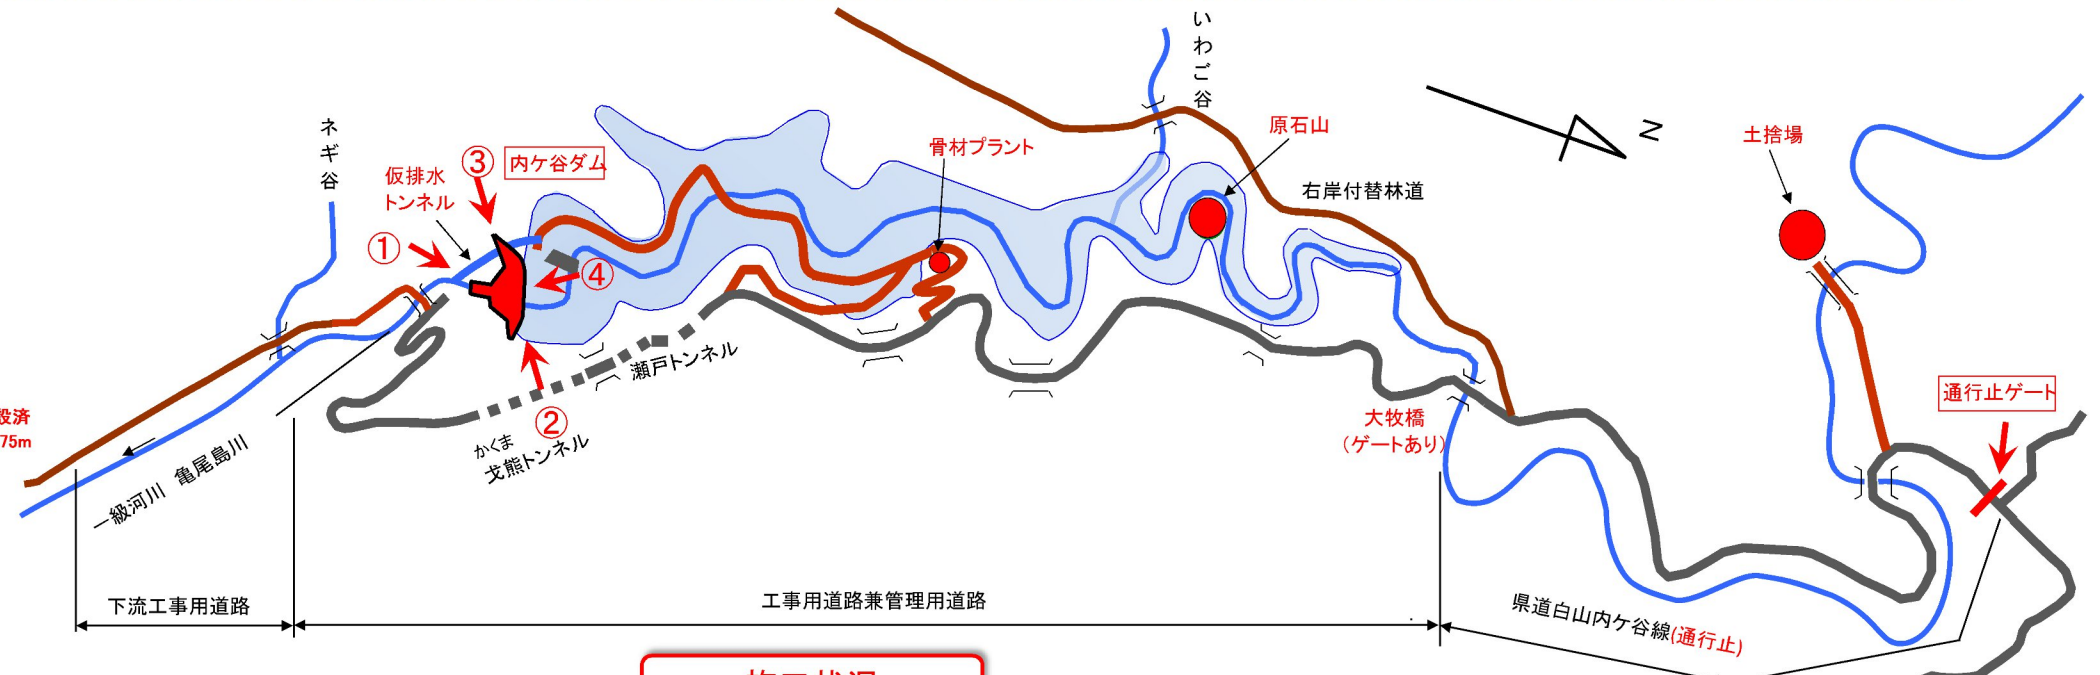 いわご谷
ネギ谷
仮排水
トンネル
③
内ケ谷ダム
骨材プラント
原石山
右岸付替林道
N
土捨場
①
④
瀬戸トンネル
②
かくま
戈熊トンネル
大牧橋
(ゲートあり)
通行止ゲート
設済
75m
一級河川 亀尾島川
下流工事用道路
工事用道路兼管理用道路
県道白山内ケ谷線(通行止)